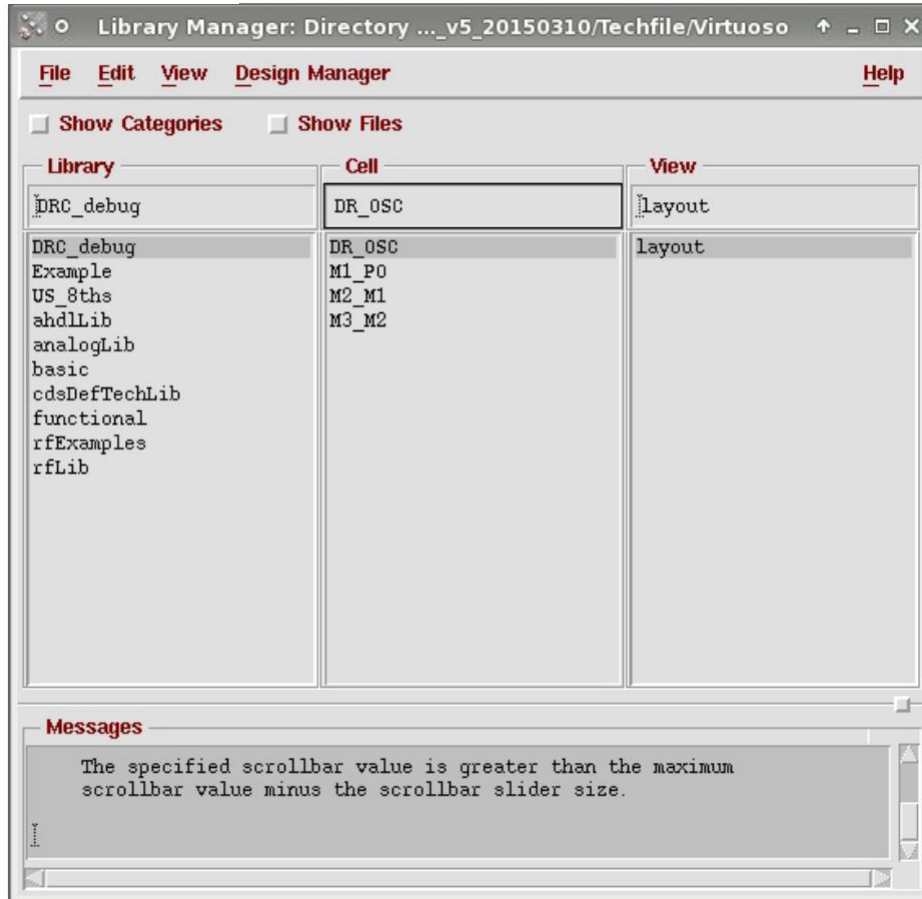 Library Manager: Directory ..._v5_20150310/Techfile/Virtuoso
File Edit View Design Manager Help
Show Categories Show Files
Library Cell View
DRC_debug DR_OSC layout
DRC_debug DR_OSC layout
Example M1_P0
US_8ths M2_M1
ahdlLib M3_M2
analogLib
basic
cdsDefTechLib
functional
rfExamples
rfLib
Messages
The specified scrollbar value is greater than the maximum
scrollbar value minus the scrollbar slider size.